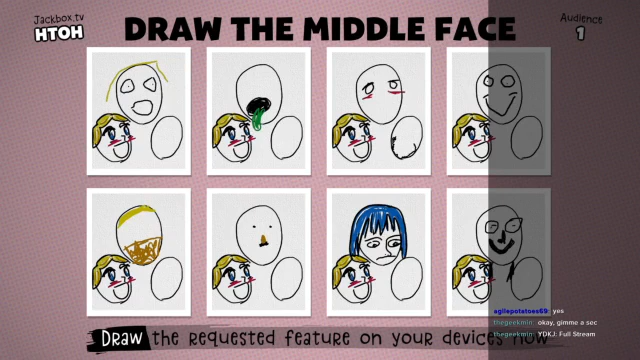 Jackbox.tv
HTOH
DRAW THE MIDDLE FACE
Audience
1
Draw the requested feature on your devices now
agilepotatoes69: yes
thegeekmin: okay, gimme a sec
thegeekmin: YDKJ: Full Stream